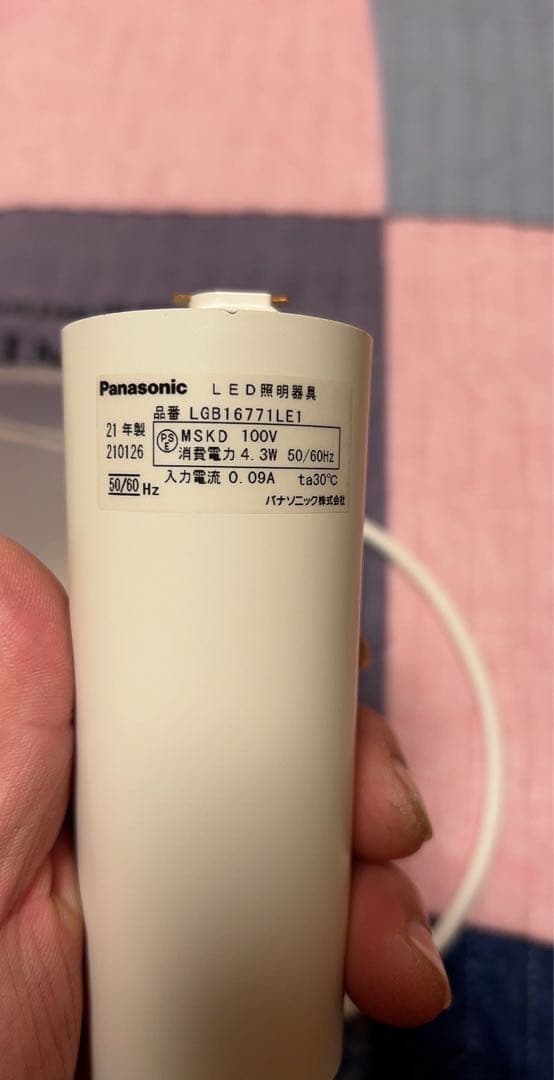 Panasonic LED照明器具
品番 LGB16771LE1
21年製 PSE MSKD 100V
210126 消費電力 4.3W 50/60Hz
50/60 Hz 入力電流 0.09A ta30℃
パナソニック株式会社